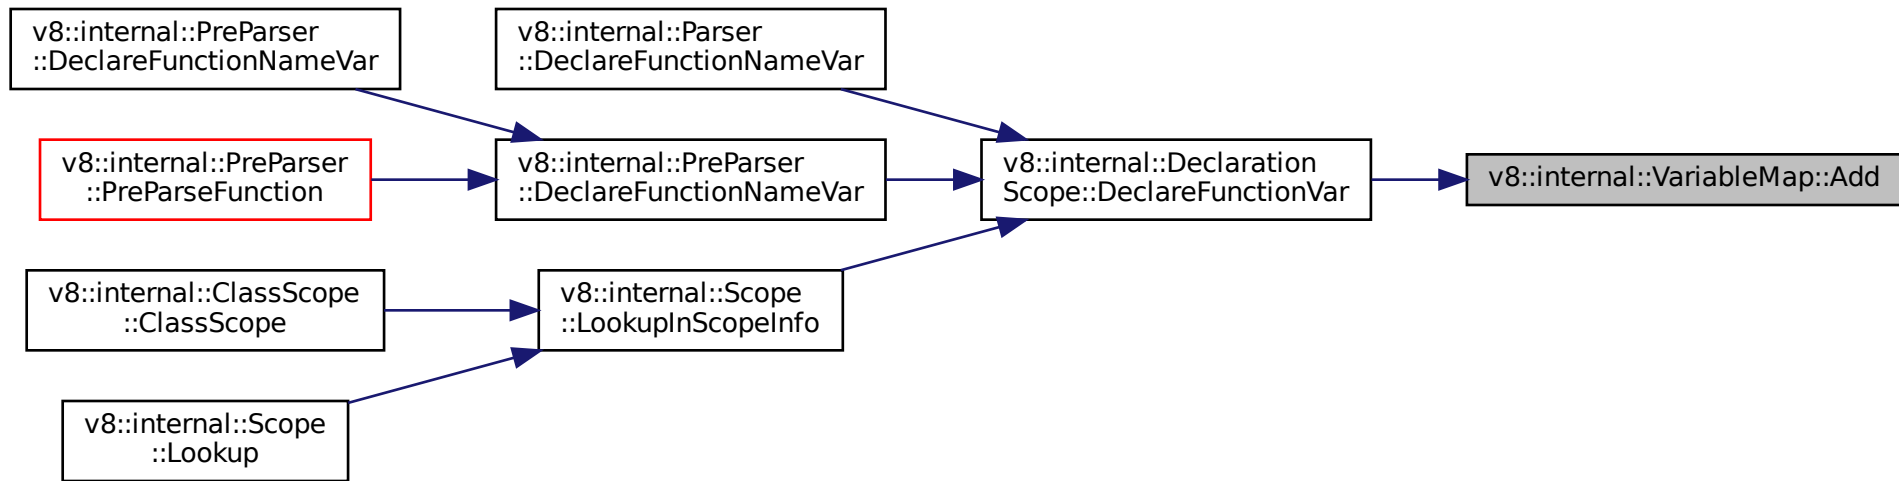 v8::internal::PreParser
::DeclareFunctionNameVar
v8::internal::Parser
::DeclareFunctionNameVar
v8::internal::PreParser
::PreParseFunction
v8::internal::PreParser
::DeclareFunctionNameVar
v8::internal::Declaration
Scope::DeclareFunctionVar
v8::internal::VariableMap::Add
v8::internal::ClassScope
::ClassScope
v8::internal::Scope
::LookupInScopeInfo
v8::internal::Scope
::Lookup